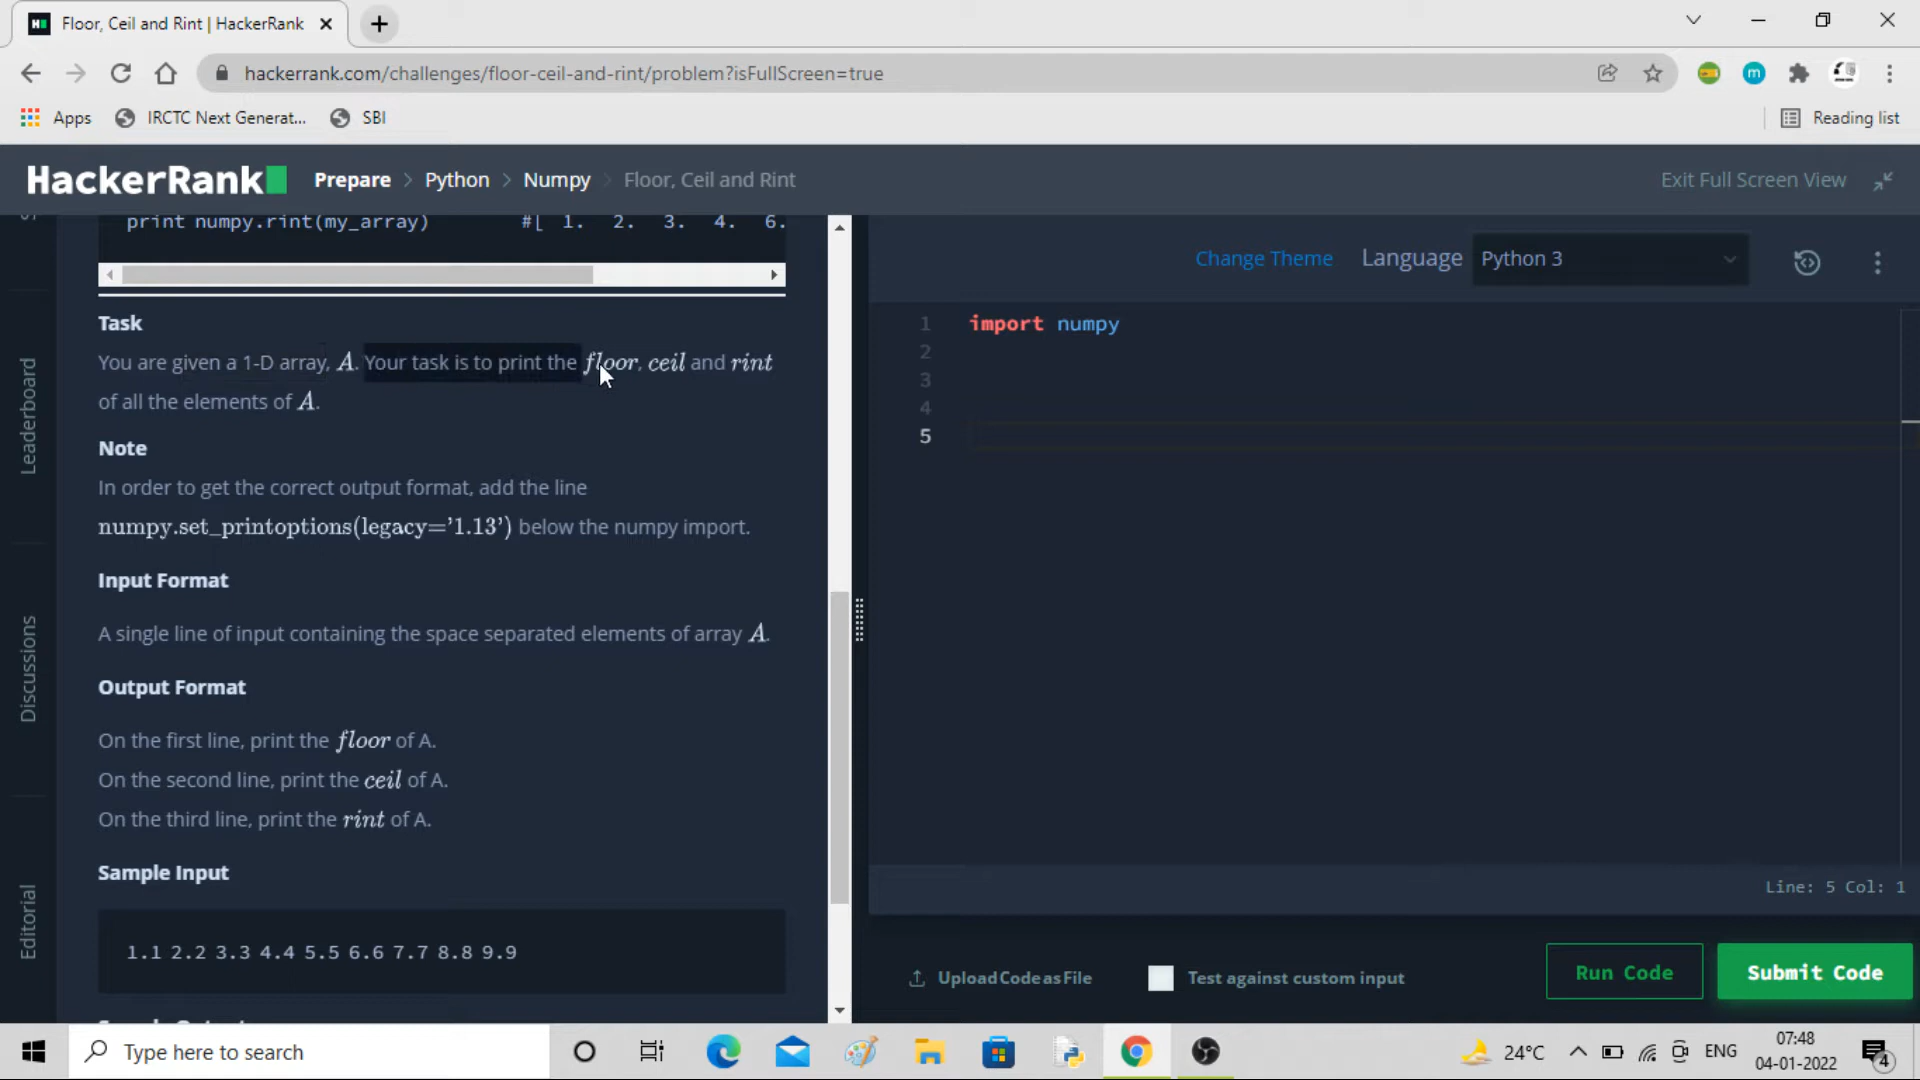 Floor, Ceil and Rint | HackerRank
hackerrank.com/challenges/floor-ceil-and-rint/problem?isFullScreen=true
m
Apps
IRCTC Next Generat...
SBI
Reading list
HackerRank
Prepare > Python > Numpy > Floor, Ceil and Rint
Exit Full Screen View
print numpy.rint(my_array) #[ 1. 2. 3. 4. 6.
Task
You are given a 1-D array, A. Your task is to print the floor, ceil and rint
of all the elements of A.
Note
In order to get the correct output format, add the line
numpy.set_printoptions(legacy='1.13') below the numpy import.
Input Format
A single line of input containing the space separated elements of array A.
Output Format
On the first line, print the floor of A.
On the second line, print the ceil of A.
On the third line, print the rint of A.
Sample Input
1.1 2.2 3.3 4.4 5.5 6.6 7.7 8.8 9.9
Leaderboard
Discussions
Editorial
Change Theme
Language
Python 3
1 import numpy
2
3
4
5
Line: 5 Col: 1
Upload Code as File
Test against custom input
Run Code
Submit Code
Type here to search
24°C
ENG
07:48
04-01-2022
4